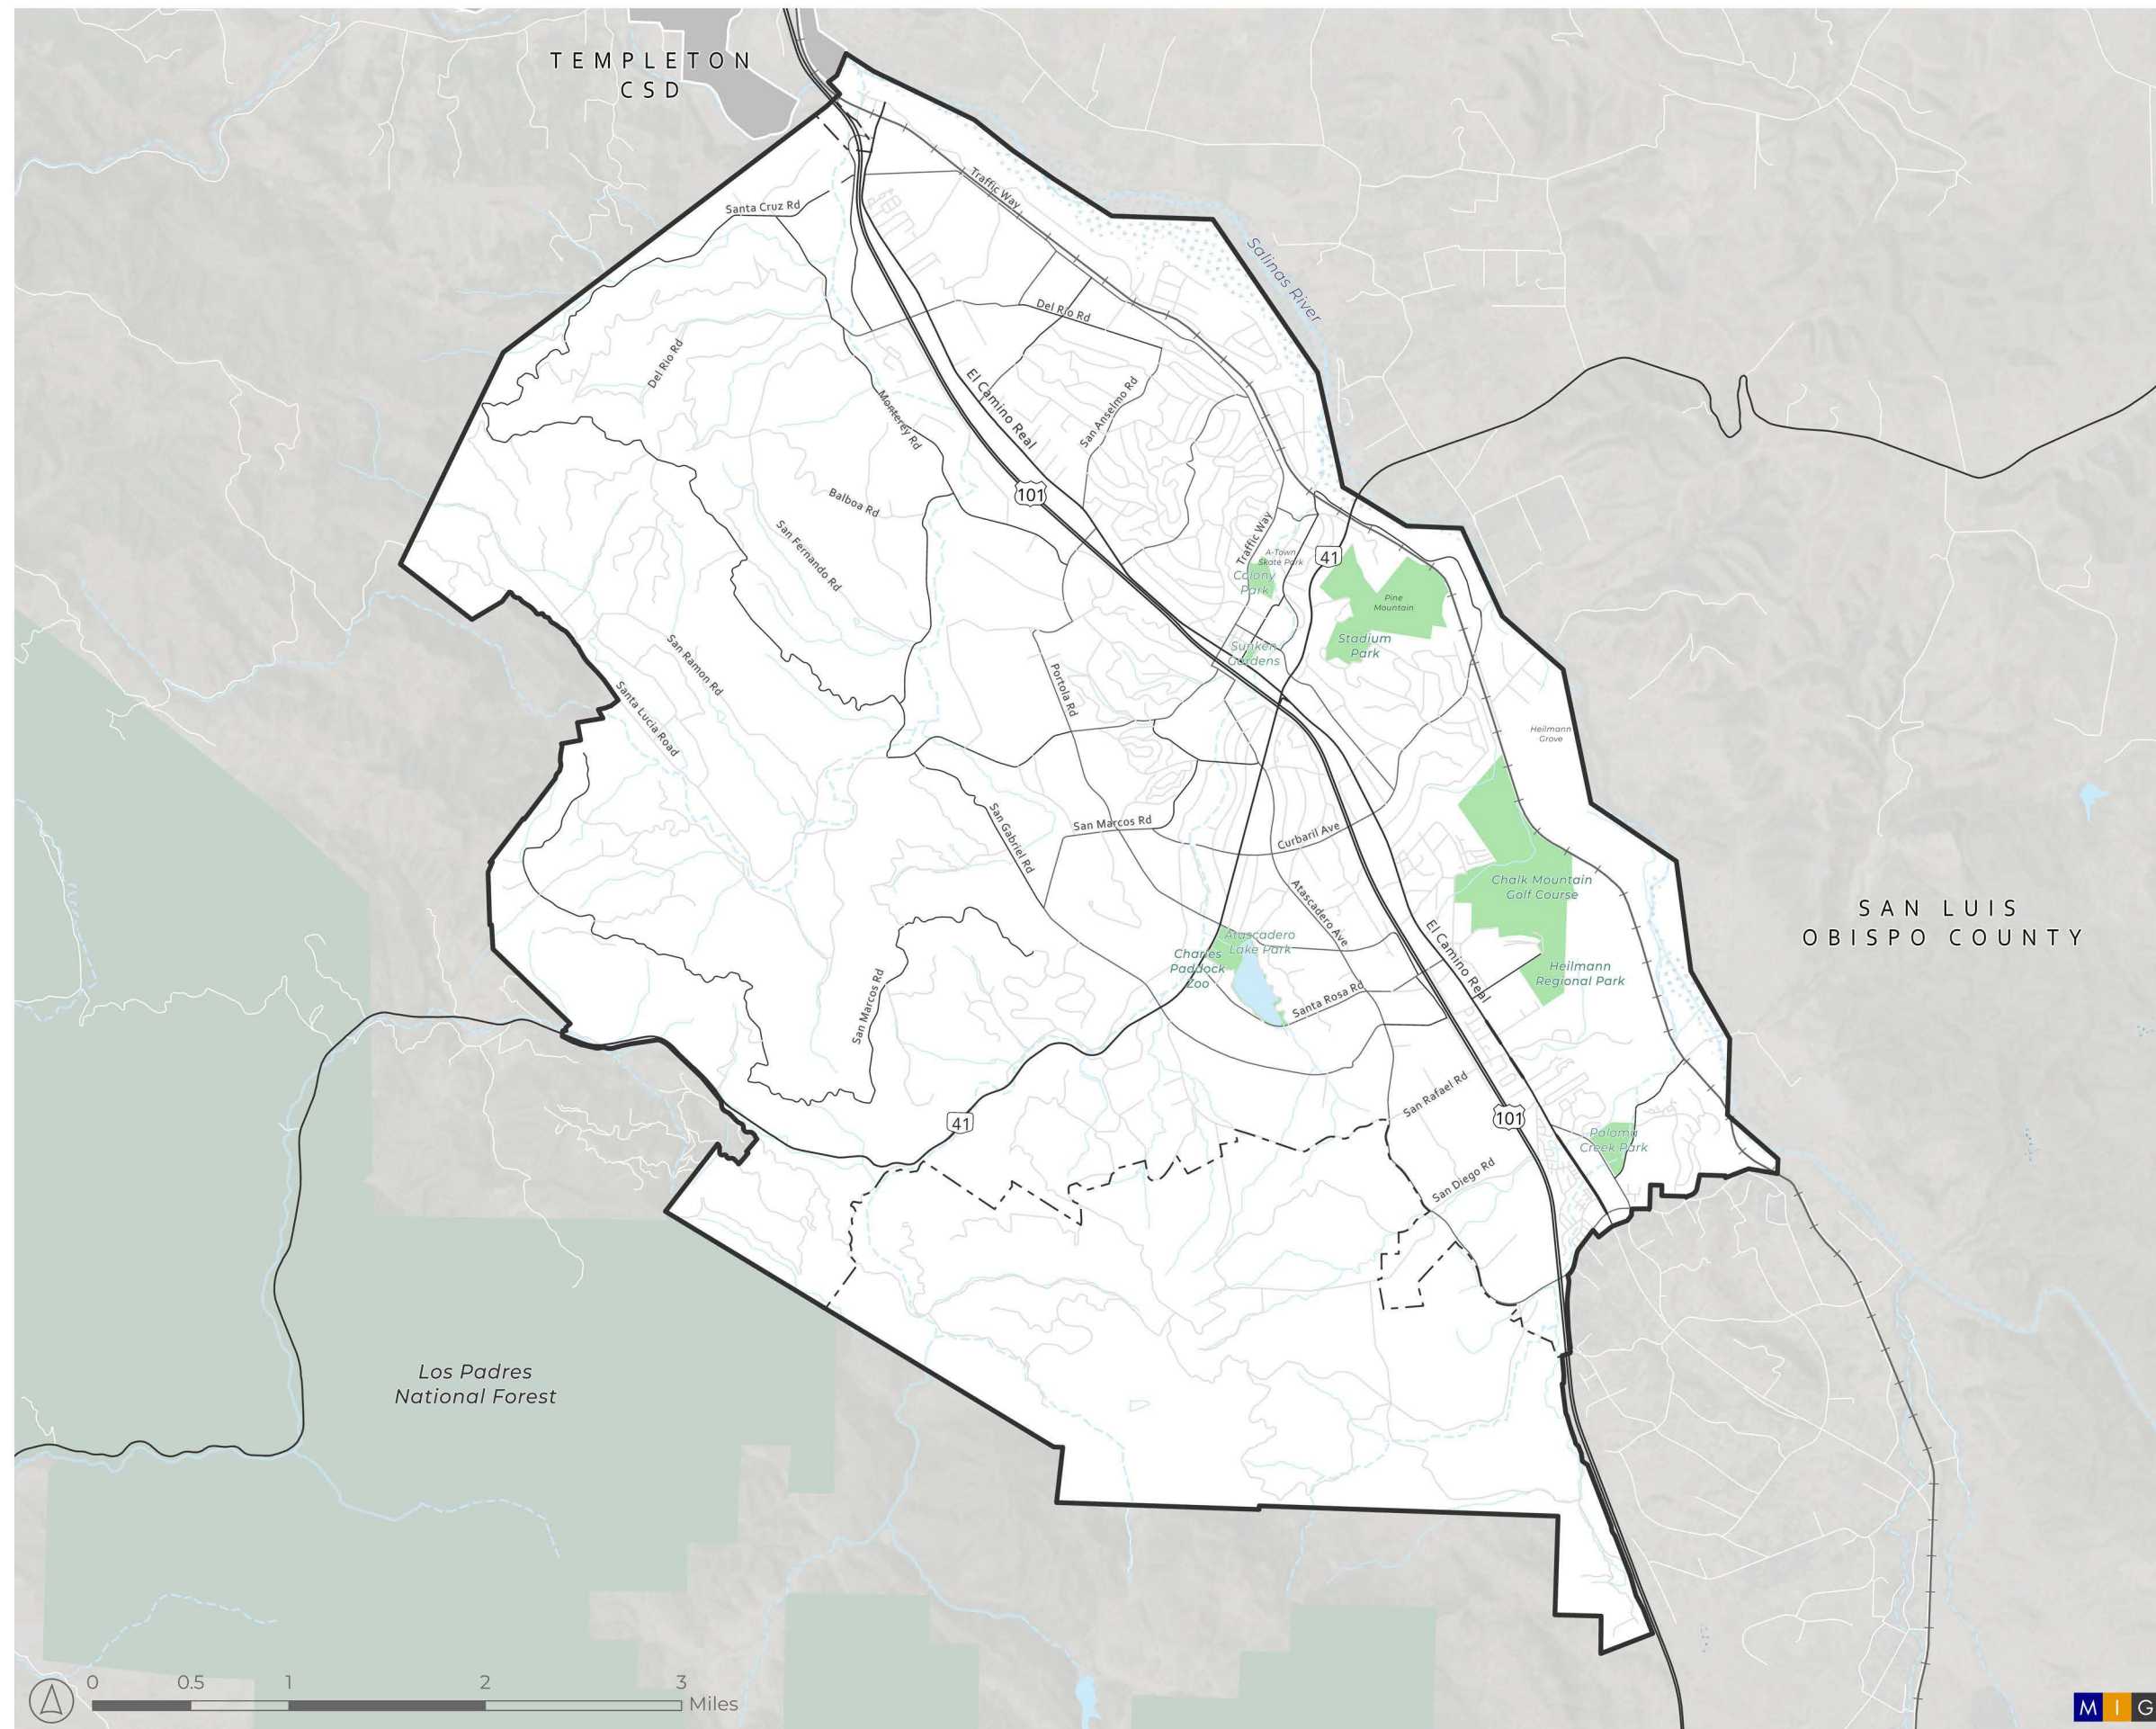 TEMPLETON
CSD
Traffic Way
Santa Cruz Rd
Salinas River
Del Rio Rd
Del Rio Rd
El Camino Real
Monterey Rd
San Anselmo Rd
101
Balboa Rd
San Fernando Rd
Traffic Way
A-Town
Skate Park
41
Colony
Park
Pine
Mountain
Stadium
Park
Sunken
Gardens
San Ramon Rd
Santa Lucia Road
Portola Rd
Heilmann
Grove
San Gabriel Rd
San Marcos Rd
Curbaril Ave
Chalk Mountain
Golf Course
Atascadero Ave
SAN LUIS
OBISPO COUNTY
El Camino Real
Atascadero
Lake Park
Charles
Paddock
Zoo
Heilmann
Regional Park
Santa Rosa Rd
San Marcos Rd
San Rafael Rd
41
101
Paloma
Creek Park
San Diego Rd
Los Padres
National Forest
0 0.5 1 2 3
Miles
M I G